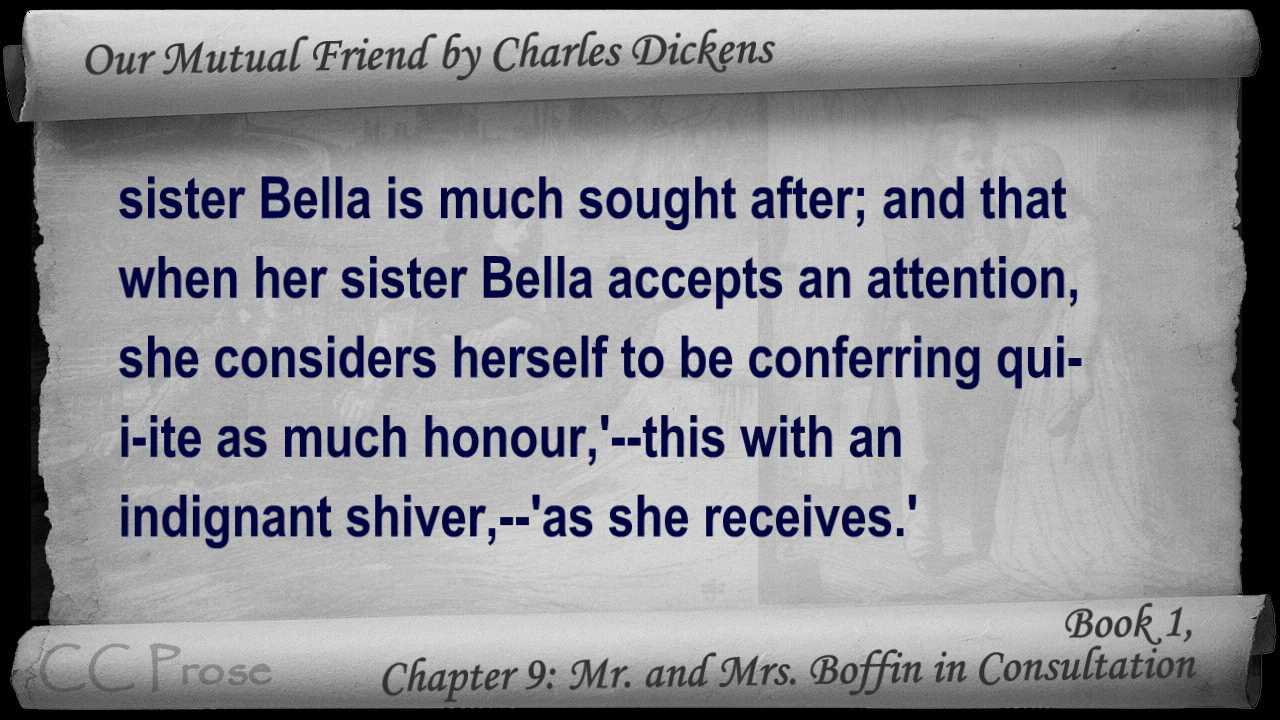 Our Mutual Friend by Charles Dickens
sister Bella is much sought after; and that
when her sister Bella accepts an attention,
she considers herself to be conferring qui-
i-ite as much honour,'--this with an
indignant shiver,--'as she receives.'
Book 1,
Chapter 9: Mr. and Mrs. Boffin in Consultation
CC Prose